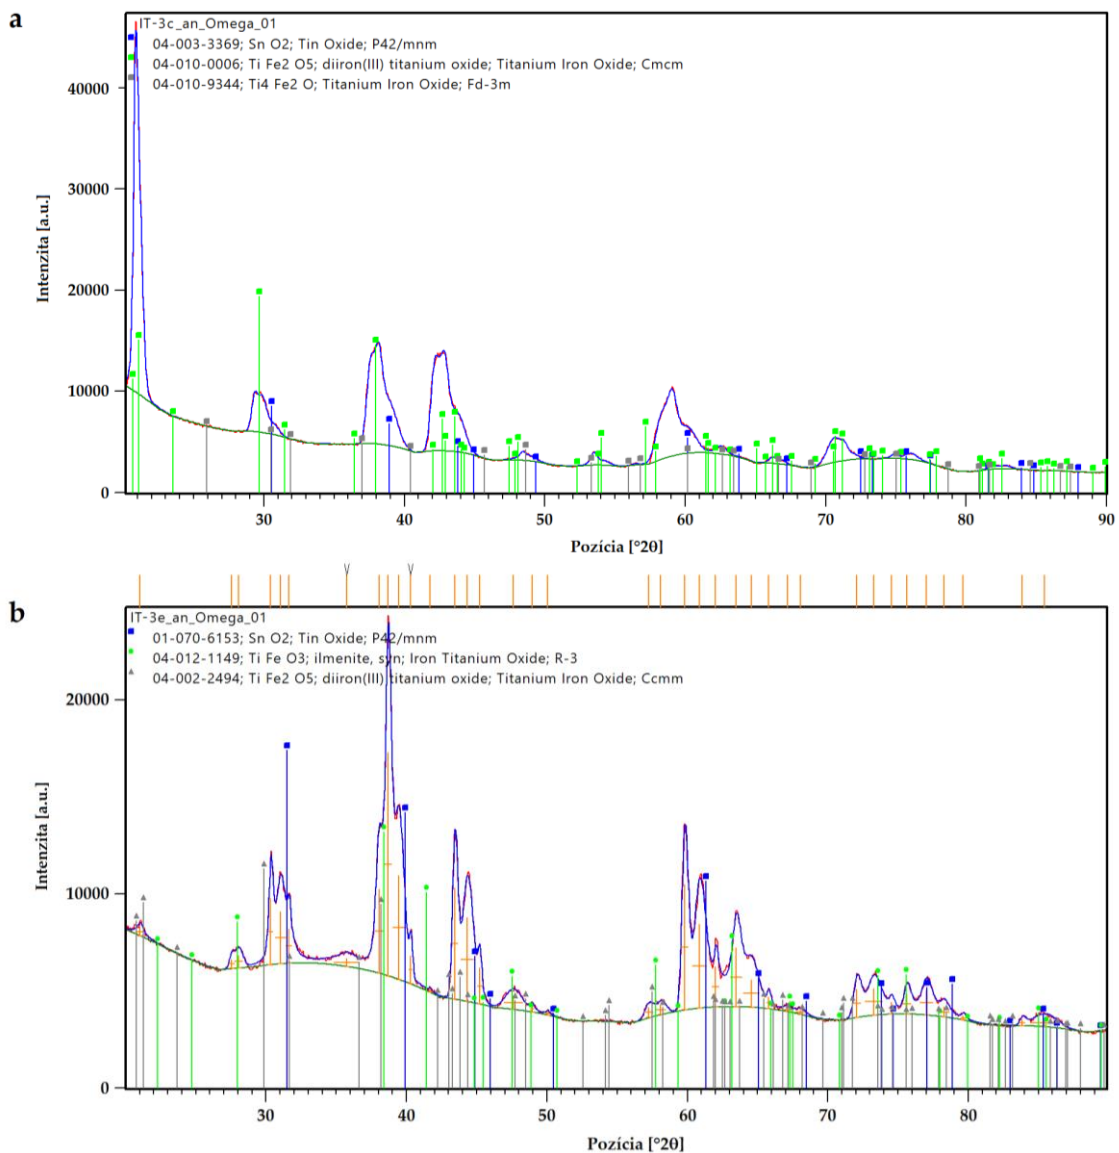 a
IT-3c_an_Omega_01
04-003-3369; Sn O2; Tin Oxide; P42/mnm
04-010-0006; Ti Fe2 O5; diiron(III) titanium oxide; Titanium Iron Oxide; Cmcm
04-010-9344; Ti4 Fe2 O; Titanium Iron Oxide; Fd-3m
40000
30000
20000
10000
0
Intenzita [a.u.]
30 40 50 60 70 80 90
Pozícia [°2θ]
b
IT-3e_an_Omega_01
01-070-6153; Sn O2; Tin Oxide; P42/mnm
04-012-1149; Ti Fe O3; ilmenite, syn; Iron Titanium Oxide; R-3
04-002-2494; Ti Fe2 O5; diiron(III) titanium oxide; Titanium Iron Oxide; Ccmm
20000
10000
0
Intenzita [a.u.]
30 40 50 60 70 80
Pozícia [°2θ]